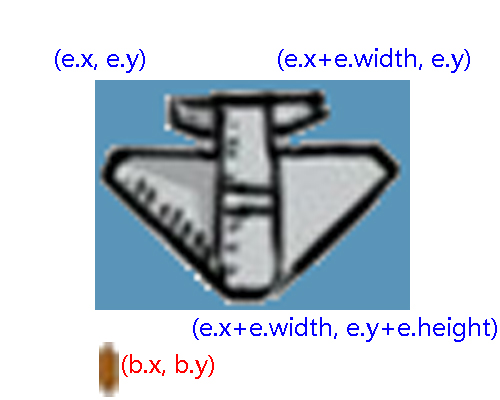 (e.x, e.y)
(e.x+e.width, e.y)
(e.x+e.width, e.y+e.height)
(b.x, b.y)